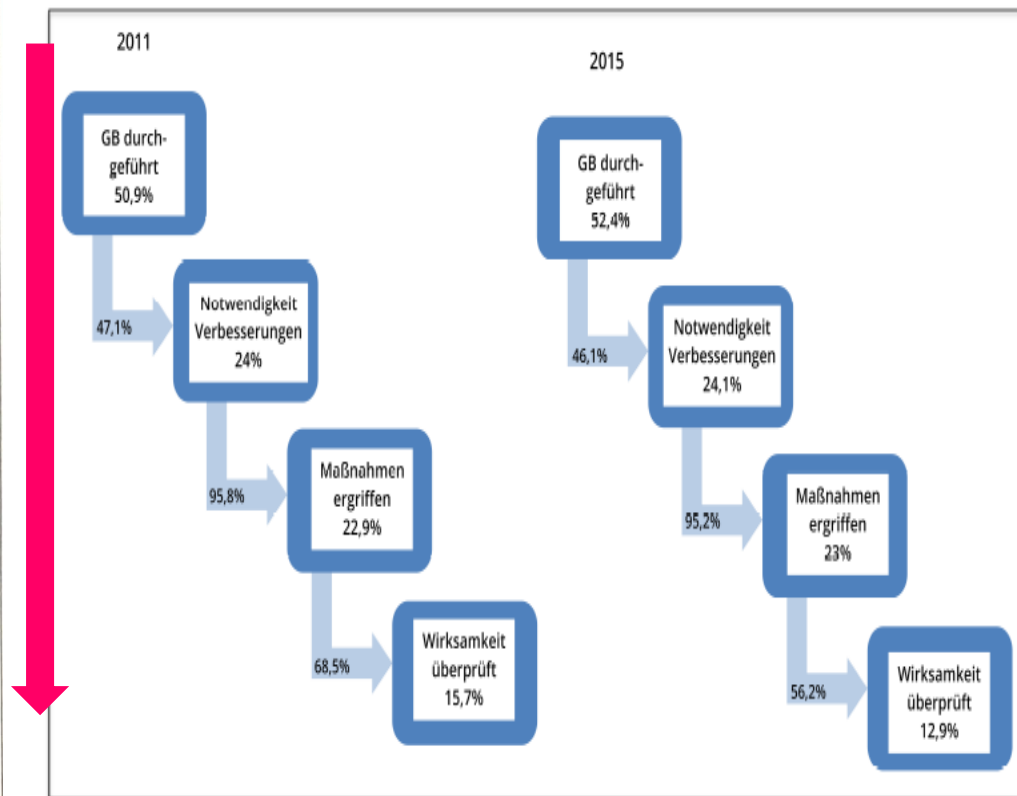 2011
GB durch-
geführt
50,9%
47,1%
Notwendigkeit
Verbesserungen
24%
95,8%
Maßnahmen
ergriffen
22,9%
68,5%
Wirksamkeit
überprüft
15,7%
2015
GB durch-
geführt
52,4%
46,1%
Notwendigkeit
Verbesserungen
24,1%
95,2%
Maßnahmen
ergriffen
23%
56,2%
Wirksamkeit
überprüft
12,9%